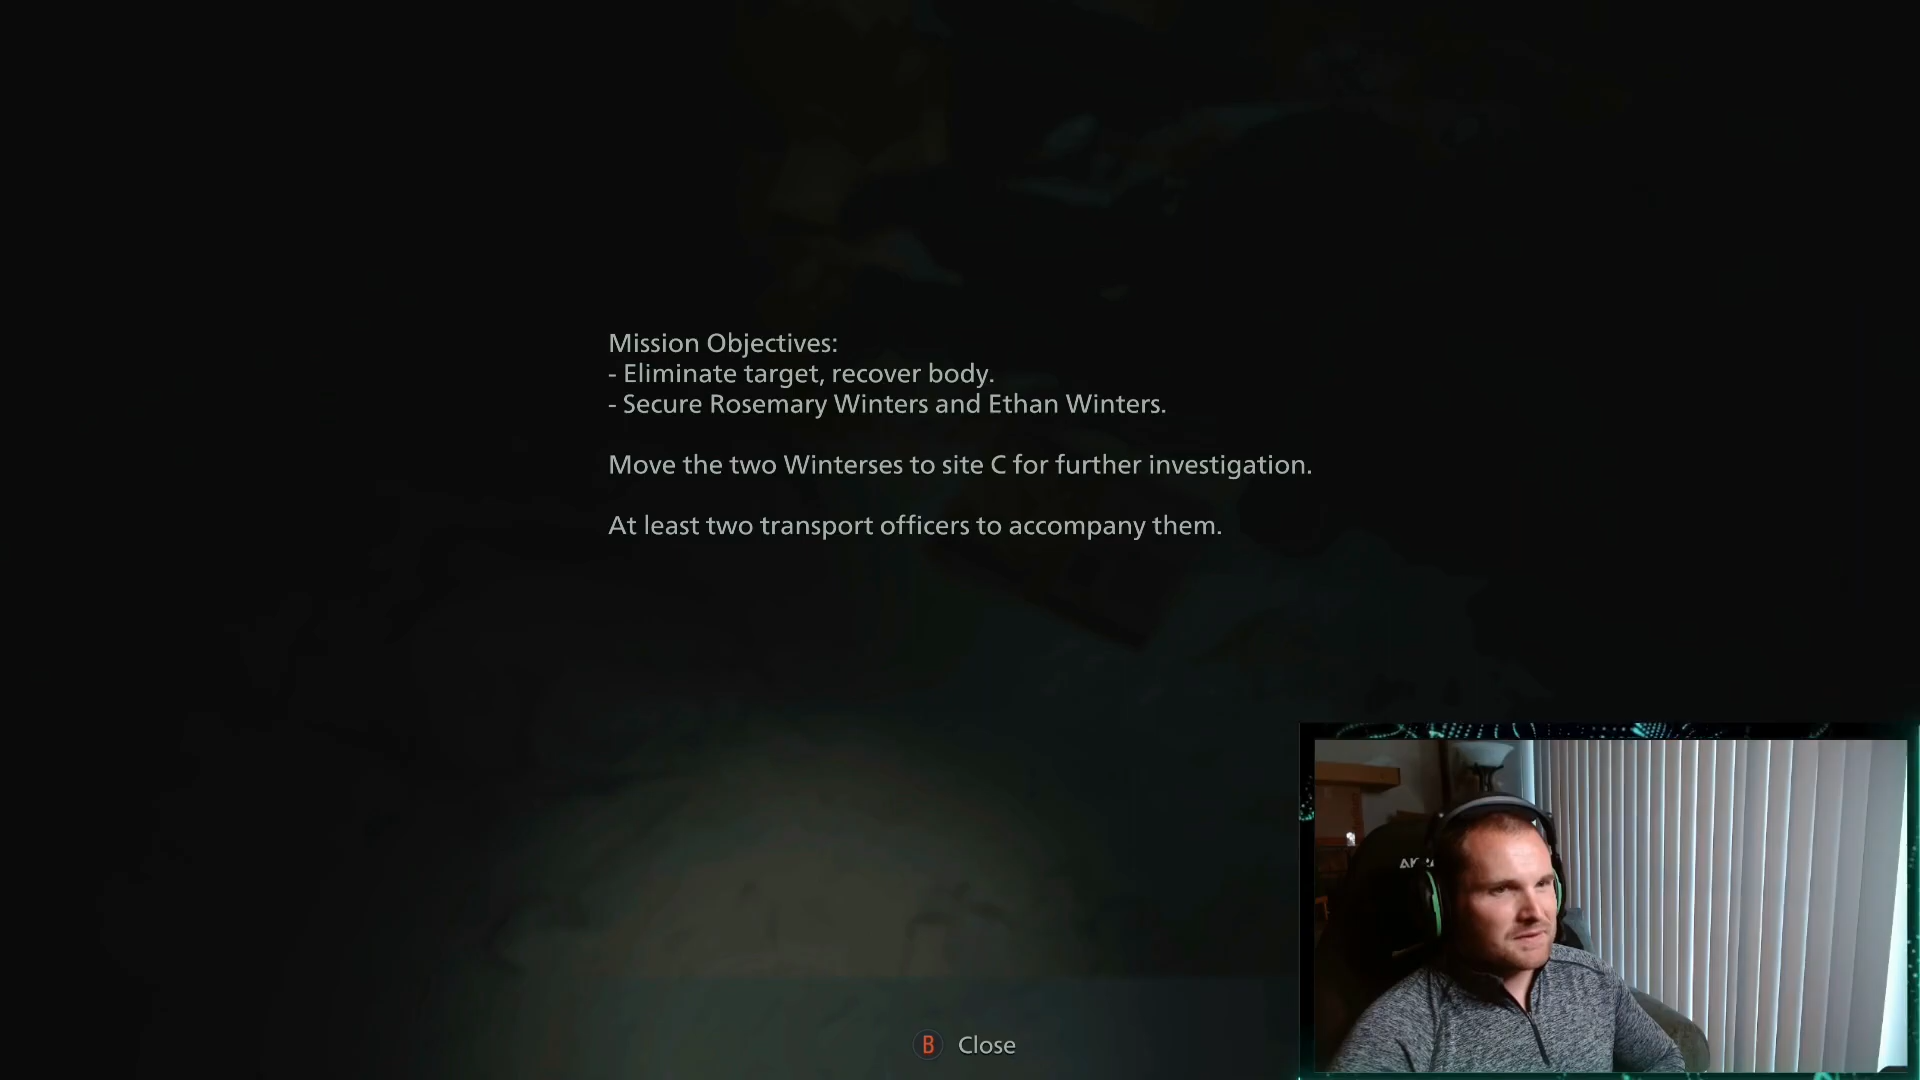 Mission Objectives:
- Eliminate target, recover body.
- Secure Rosemary Winters and Ethan Winters.
Move the two Winterses to site C for further investigation.
At least two transport officers to accompany them.
B Close